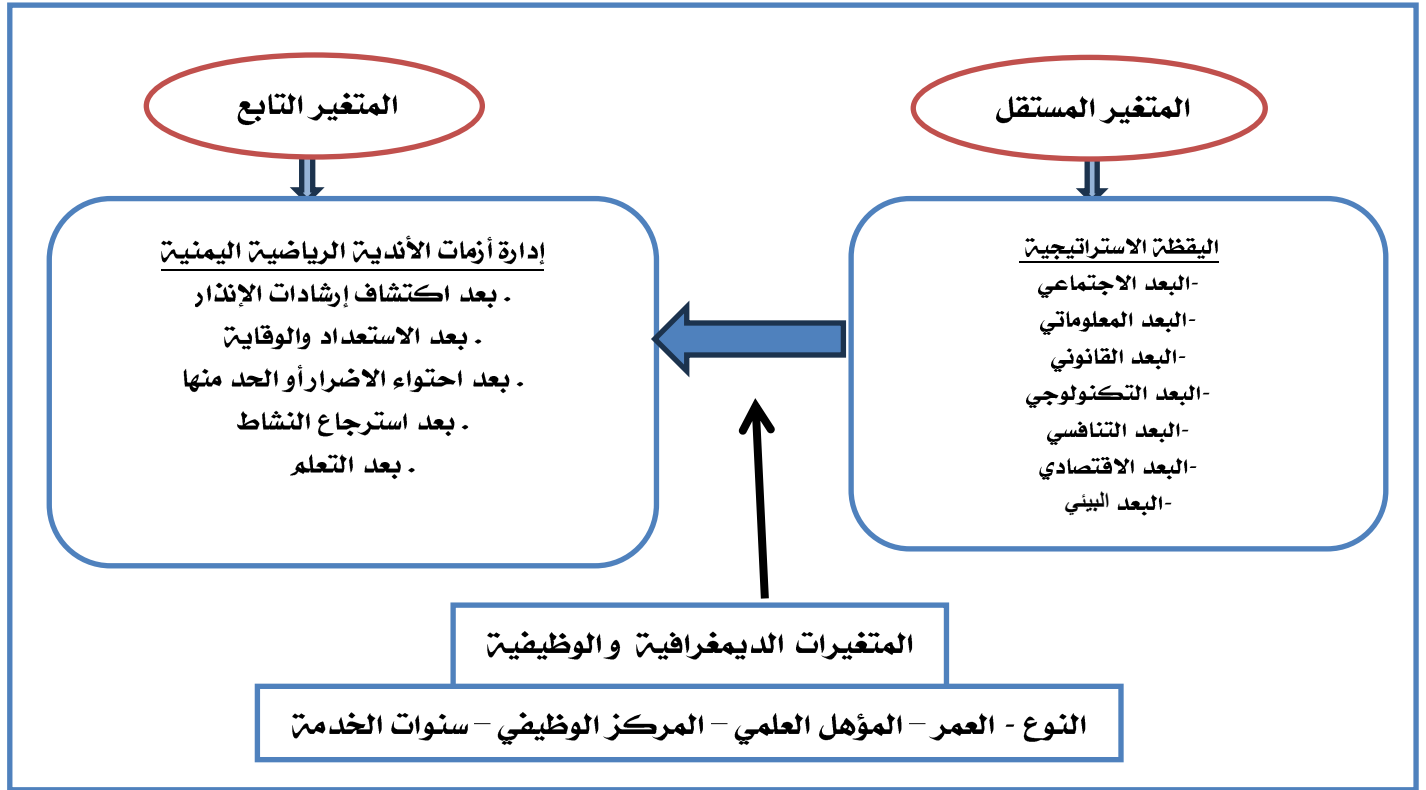 المتغير المستقل
اليقظة الاستراتيجية
-البعد الاجتماعي
-البعد المعلوماتي
-البعد القانوني
-البعد التكنولوجي
-البعد التنافسي
-البعد الاقتصادي
-البعد البيئي
المتغير التابع
إدارة أزمات الأندية الرياضية اليمنية
. بعد اكتشاف إرشادات الإنذار
. بعد الاستعداد والوقاية
. بعد احتواء الاضرار أو الحد منها
. بعد استرجاع النشاط
. بعد التعلم
المتغيرات الديمغرافية والوظيفية
النوع - العمر – المؤهل العلمي – المركز الوظيفي – سنوات الخدمة